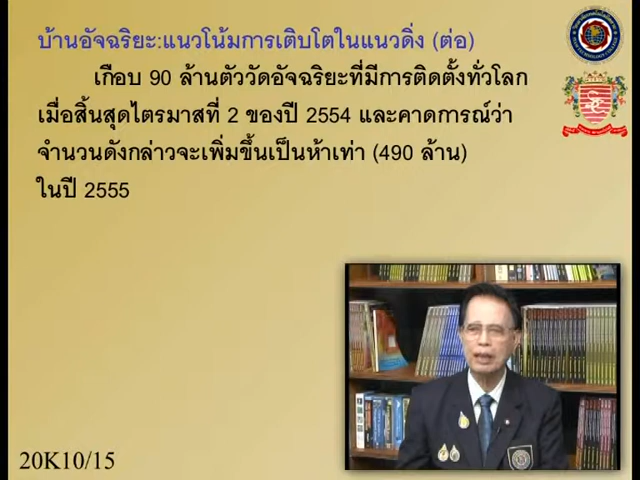 บ้านอัจฉริยะ:แนวโน้มการเติบโตในแนวดิ่ง (ต่อ)
เกือบ 90 ล้านตัววัดอัจฉริยะที่มีการติดตั้งทั่วโลก
เมื่อสิ้นสุดไตรมาสที่ 2 ของปี 2554 และคาดการณ์ว่า
จำนวนดังกล่าวจะเพิ่มขึ้นเป็นห้าเท่า (490 ล้าน)
ในปี 2555
20K10/15